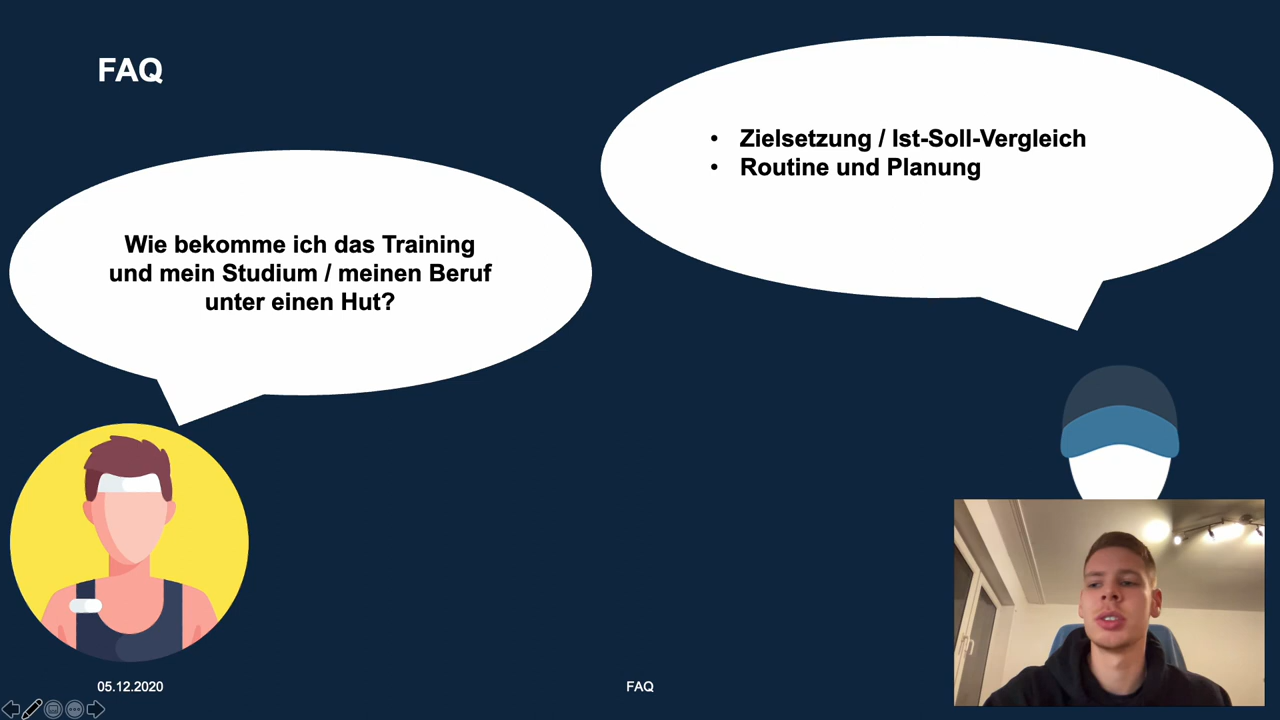 FAQ
Wie bekomme ich das Training
und mein Studium / meinen Beruf
unter einen Hut?
• Zielsetzung / Ist-Soll-Vergleich
• Routine und Planung
05.12.2020
FAQ